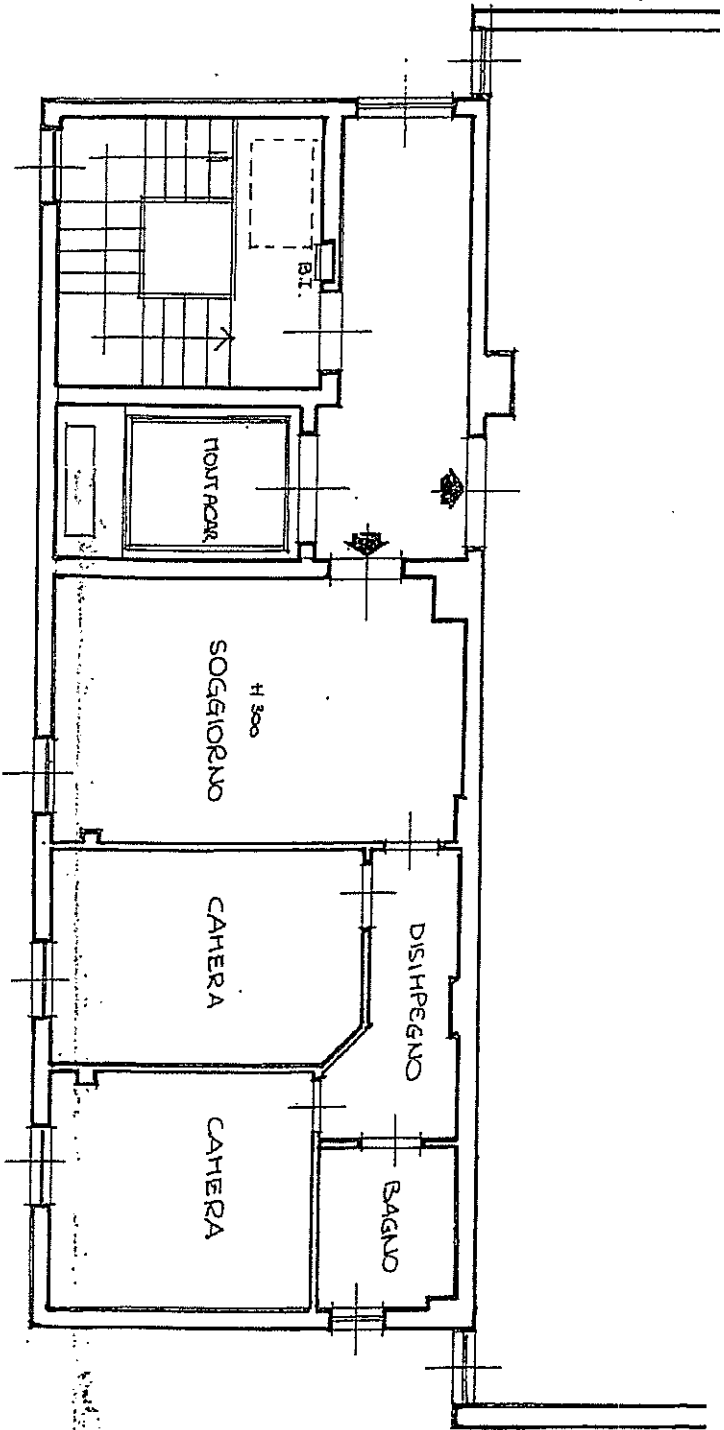 B.I.
MONTACAR.
H 300
SOGGIORNO
CAMERA
DISIMPEGNO
CAMERA
BAGNO